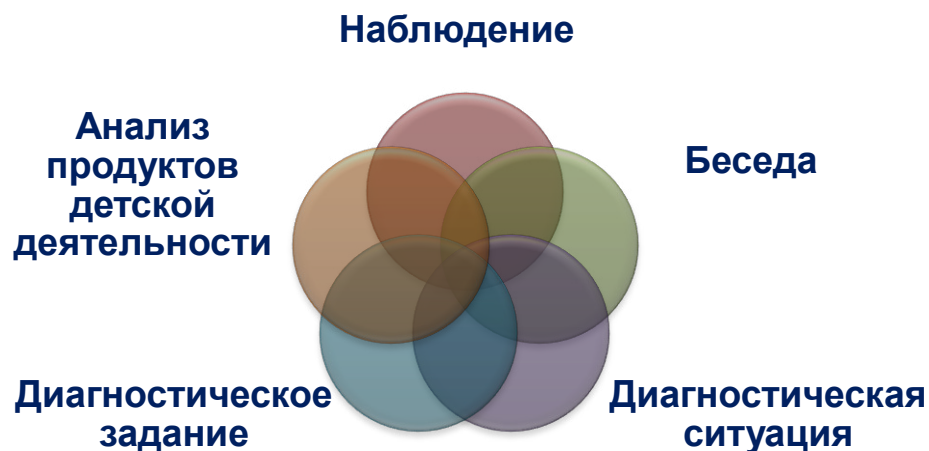 Наблюдение
Анализ
продуктов
детской
деятельности
Беседа
Диагностическое
задание
Диагностическая
ситуация